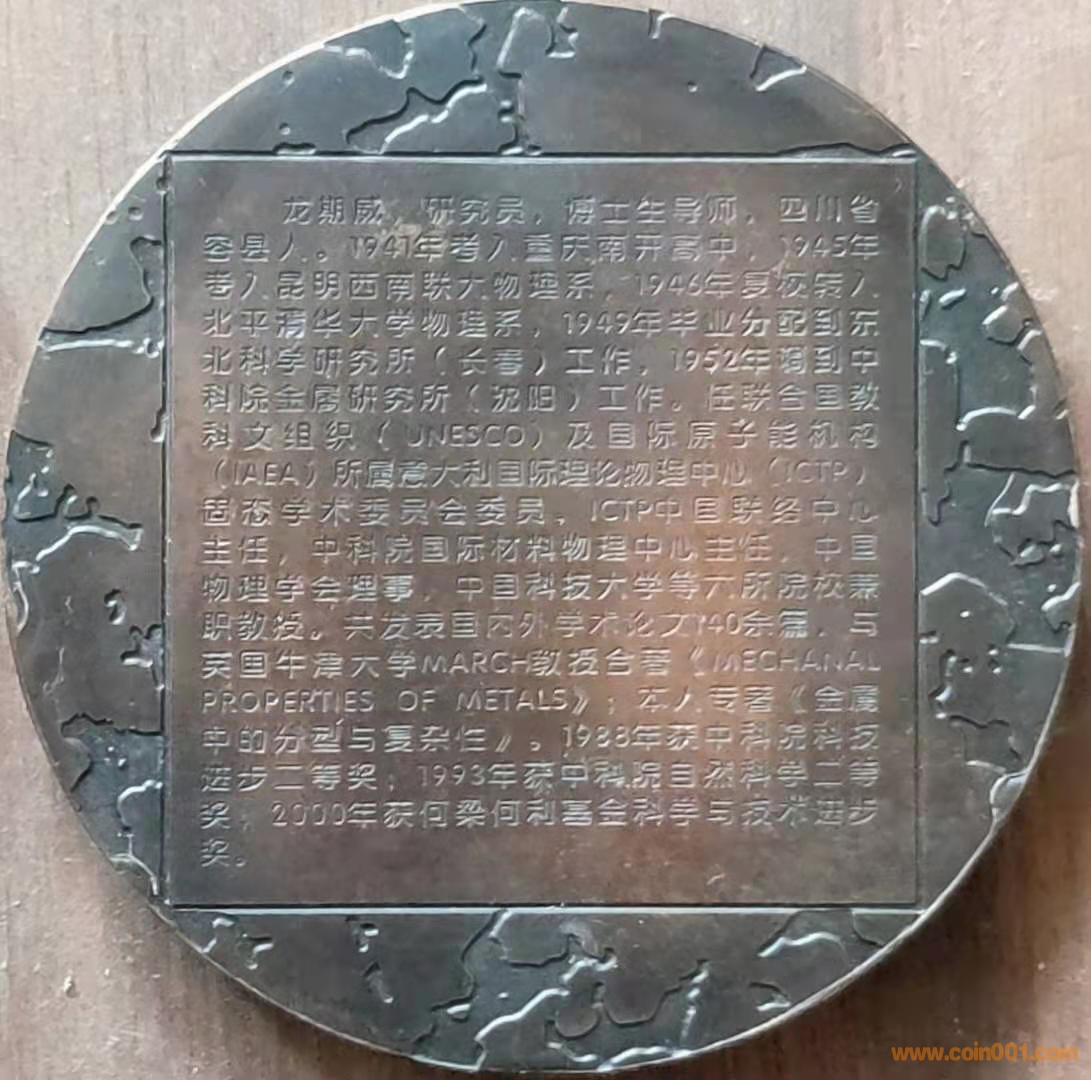 龙期威，研究员，博士生导师，四川省
容县人。1941年考入重庆南开高中，1945年
考入昆明西南联大物理系，1946年夏校转入
北平清华大学物理系，1949年毕业分配到东
北科学研究所（长春）工作，1952年调到中
科院金属研究所（沈阳）工作。任联合国教
科文组织（UNESCO）及国际原子能机构
（IAEA）所属意大利国际理论物理中心（ICTP）
固态学术委员会委员，ICTP中国联络中心
主任，中科院国际材料物理中心主任，中国
物理学会理事，中国科技大学等六所院校兼
职教授。共发表国内外学术论文140余篇，与
英国牛津大学MARCH教授合著《MECHANAL
PROPERTIES OF METALS》；本人专著《金属
中的分型与复杂性》。1988年获中科院科技
进步二等奖；1993年获中科院自然科学二等
奖；2000年获何梁何利基金科学与技术进步
奖。
www.coin001.com